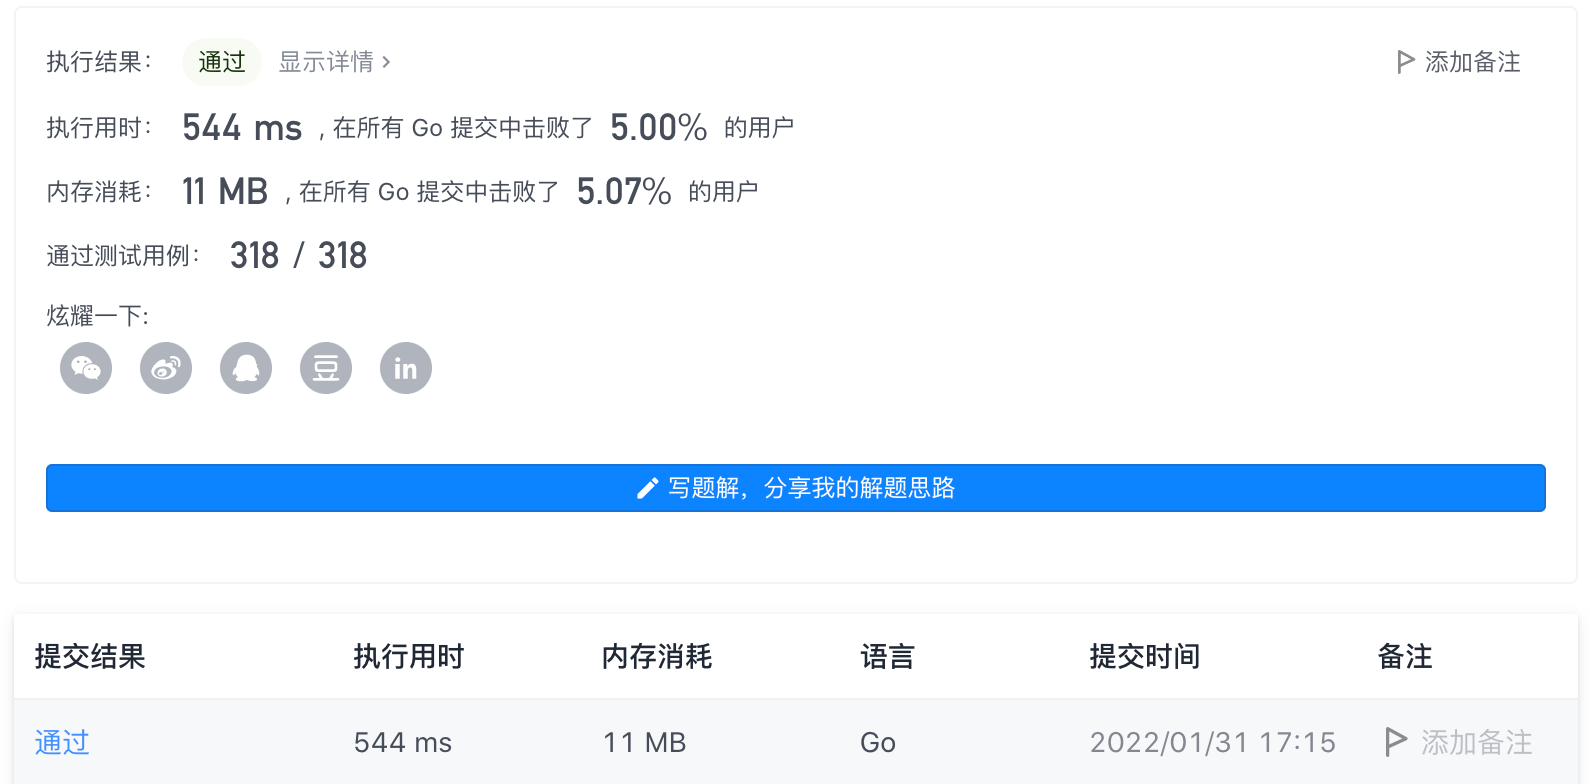 执行结果： 通过 显示详情 › 添加备注
执行用时： 544 ms , 在所有 Go 提交中击败了 5.00% 的用户
内存消耗： 11 MB , 在所有 Go 提交中击败了 5.07% 的用户
通过测试用例： 318 / 318
炫耀一下:
豆 in
写题解，分享我的解题思路
提交结果 执行用时 内存消耗 语言 提交时间 备注
通过 544 ms 11 MB Go 2022/01/31 17:15 添加备注